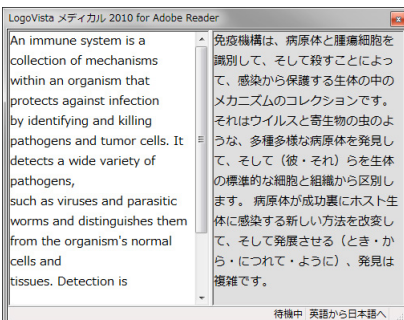 LogoVista メディカル 2010 for Adobe Reader
An immune system is a
collection of mechanisms
within an organism that
protects against infection
by identifying and killing
pathogens and tumor cells. It
detects a wide variety of
pathogens,
such as viruses and parasitic
worms and distinguishes them
from the organism's normal
cells and
tissues. Detection is
免疫機構は、病原体と腫瘍細胞を
識別して、そして殺すことによっ
て、感染から保護する生体の中の
メカニズムのコレクションです。
それはウイルスと寄生物の虫のよ
うな、多種多様な病原体を発見し
て、そして（彼・それ）らを生体
の標準的な細胞と組織から区別し
ます。 病原体が成功裏にホスト生
体に感染する新しい方法を改変し
て、そして発展させる（とき・か
ら・につれて・ように）、発見は
複雑です。
待機中 英語から日本語へ